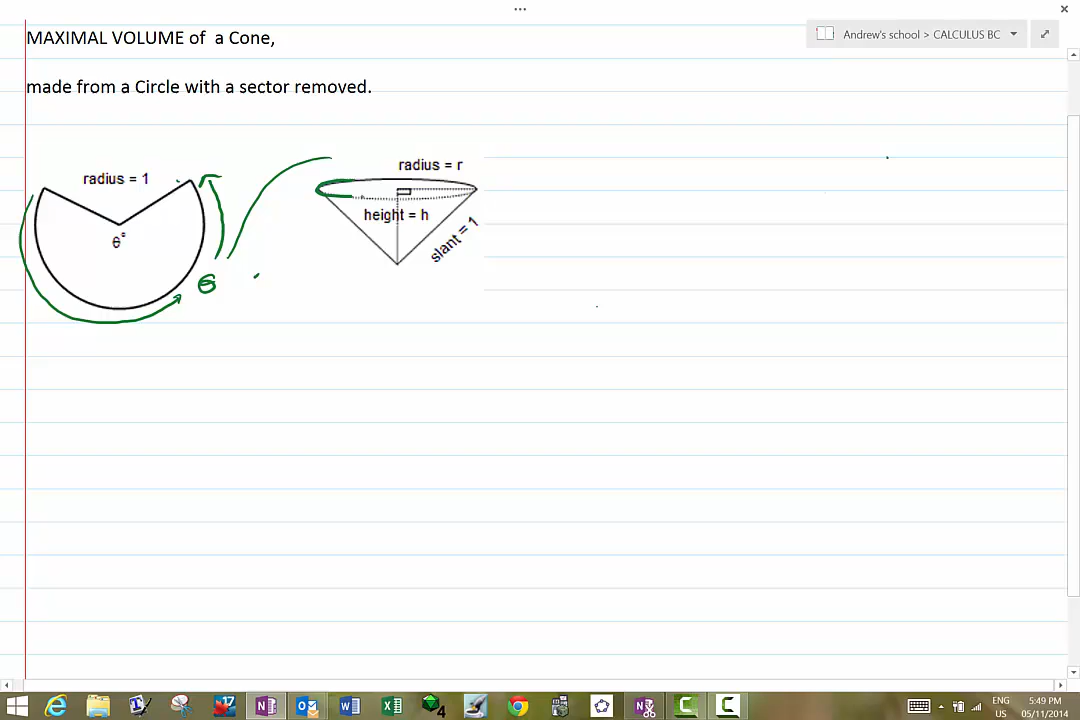 Andrew's school > CALCULUS BC
MAXIMAL VOLUME of a Cone,
made from a Circle with a sector removed.
radius = 1
θ°
θ
radius = r
height = h
slant = 1
ENG
US
5:49 PM
05/11/2014